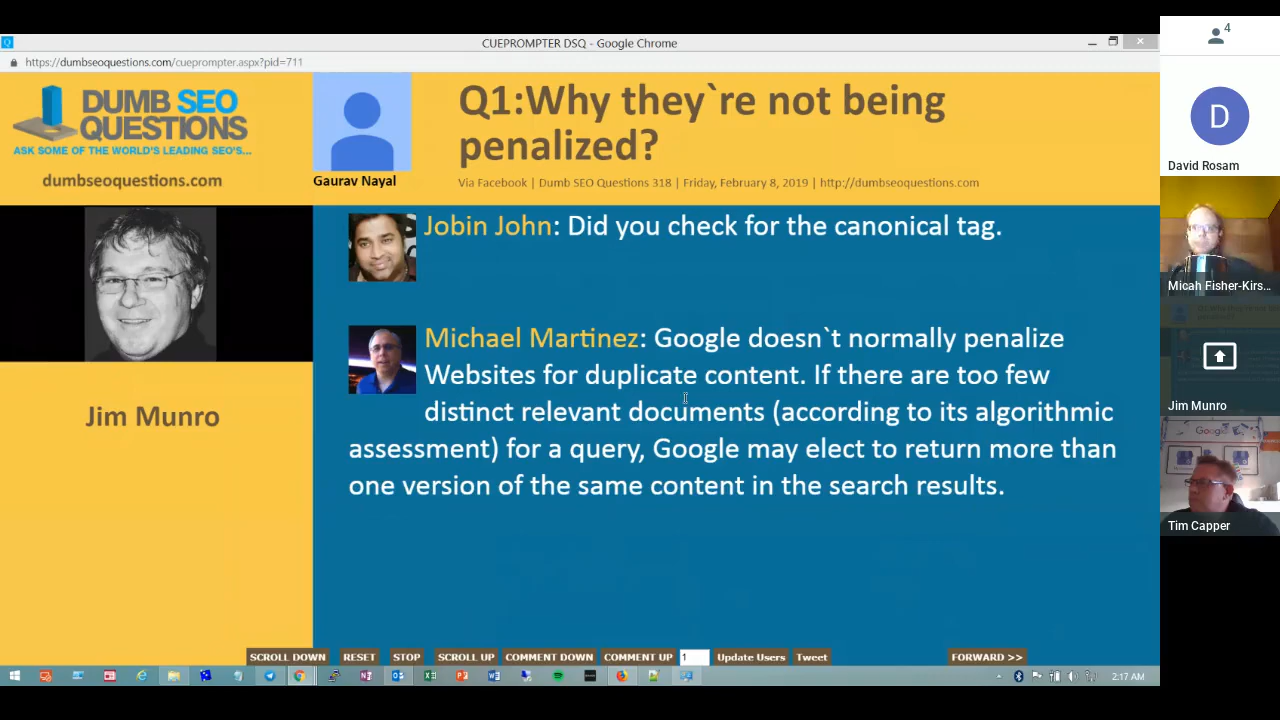 CUEPROMPTER DSQ - Google Chrome
https://dumbseoquestions.com/cueprompter.aspx?pid=711
DUMB SEO
QUESTIONS
ASK SOME OF THE WORLD'S LEADING SEO'S...
dumbseoquestions.com
Gaurav Nayal
Q1:Why they`re not being
penalized?
Via Facebook | Dumb SEO Questions 318 | Friday, February 8, 2019 | http://dumbseoquestions.com
Jim Munro
Jobin John: Did you check for the canonical tag.
Michael Martinez: Google doesn`t normally penalize
Websites for duplicate content. If there are too few
distinct relevant documents (according to its algorithmic
assessment) for a query, Google may elect to return more than
one version of the same content in the search results.
SCROLL DOWN RESET STOP SCROLL UP COMMENT DOWN COMMENT UP 1 Update Users Tweet FORWARD >>
2:17 AM
4
D
David Rosam
Micah Fisher-Kirs...
Jim Munro
Google
Tim Capper